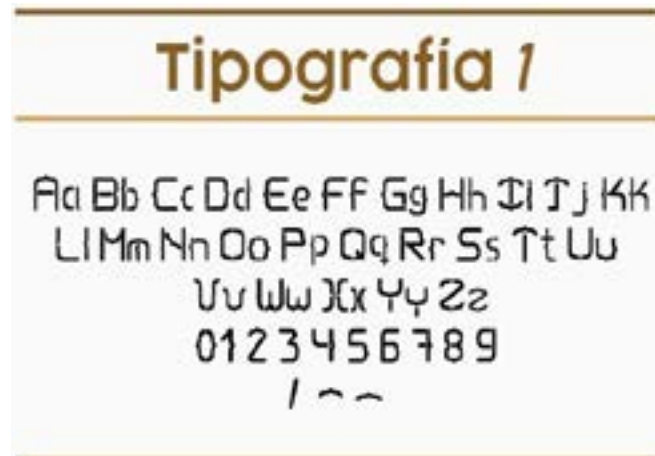 Tipografía 1
Aa Bb Cc Dd Ee Ff Gg Hh Ii Jj Kk
Ll Mm Nn Oo Pp Qq Rr Ss Tt Uu
Vv Ww Xx Yy Zz
0123456789